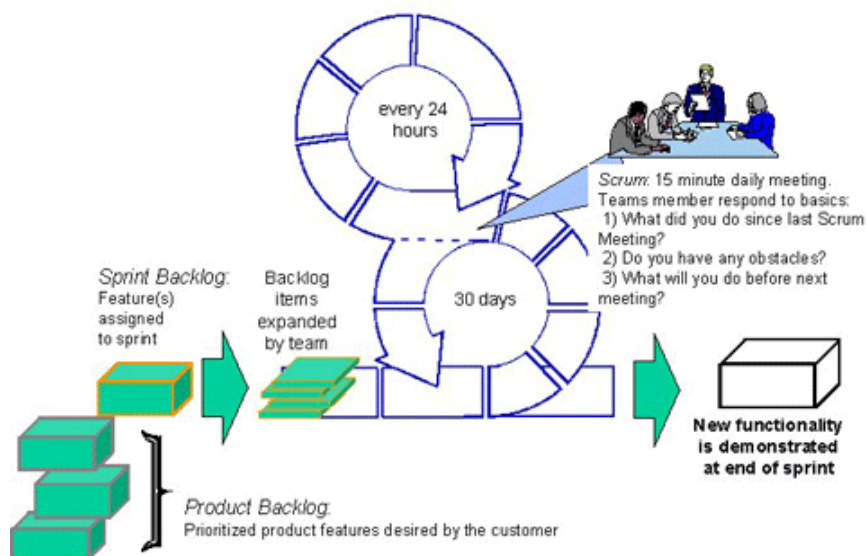 every 24
hours
Scrum: 15 minute daily meeting.
Teams member respond to basics:
1) What did you do since last Scrum
Meeting?
2) Do you have any obstacles?
3) What will you do before next
meeting?
Sprint Backlog:
Feature(s)
assigned
to sprint
Backlog
items
expanded
by team
30 days
New functionality
is demonstrated
at end of sprint
Product Backlog:
Prioritized product features desired by the customer